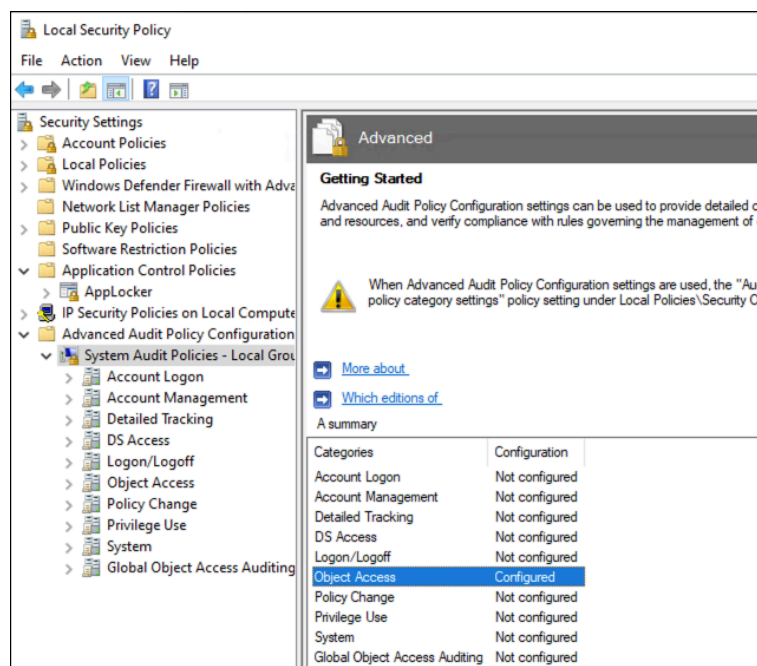 Local Security Policy
File Action View Help
Security Settings
Account Policies
Local Policies
Windows Defender Firewall with Adva
Network List Manager Policies
Public Key Policies
Software Restriction Policies
Application Control Policies
AppLocker
IP Security Policies on Local Compute
Advanced Audit Policy Configuration
System Audit Policies - Local Grou
Account Logon
Account Management
Detailed Tracking
DS Access
Logon/Logoff
Object Access
Policy Change
Privilege Use
System
Global Object Access Auditing
Advanced
Getting Started
Advanced Audit Policy Configuration settings can be used to provide detailed c
and resources, and verify compliance with rules governing the management of
When Advanced Audit Policy Configuration settings are used, the "Au
policy category settings" policy setting under Local Policies\Security O
More about
Which editions of
A summary
Categories Configuration
Account Logon Not configured
Account Management Not configured
Detailed Tracking Not configured
DS Access Not configured
Logon/Logoff Not configured
Object Access Configured
Policy Change Not configured
Privilege Use Not configured
System Not configured
Global Object Access Auditing Not configured